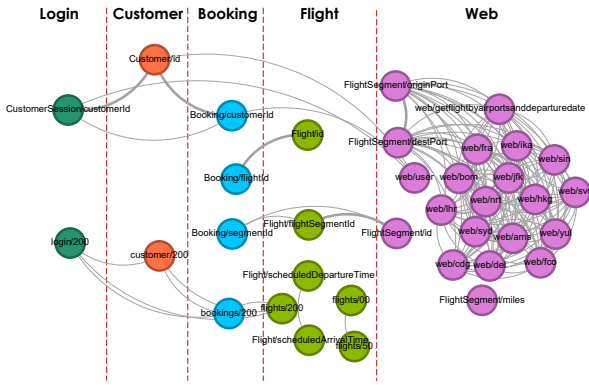 Login Customer Booking Flight Web
Customer/id
FlightSegment/originPort
CustomerSession/customerId
web/getflightbyairportsanddeparturedate
Booking/customerId
Flight/id
FlightSegment/destPort
web/fra
web/ika
web/sin
Booking/flightId
web/user
web/bom
web/jfk
web/svo
web/nrt
web/hkg
web/lhr
Booking/segmentId
Flight/flightSegmentId
FlightSegment/id
web/syd
web/ams
web/yul
login/200
customer/200
web/cdg
web/del
web/fco
Flight/scheduledDepartureTime
FlightSegment/miles
bookings/200
flights/200
flights/00
Flight/scheduledArrivalTime
flights/50